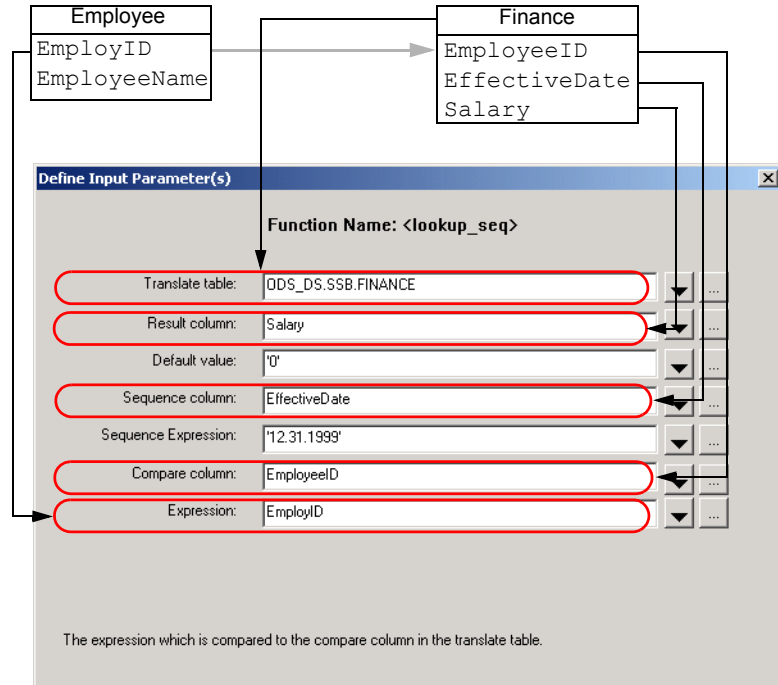 Employee
EmployID
EmployeeName
Finance
EmployeeID
EffectiveDate
Salary
Define Input Parameter(s)
Function Name: <lookup_seq>
Translate table: ODS_DS.SSB.FINANCE ...
Result column: Salary ...
Default value: '0' ...
Sequence column: EffectiveDate ...
Sequence Expression: '12.31.1999' ...
Compare column: EmployeeID ...
Expression: EmployID ...
The expression which is compared to the compare column in the translate table.